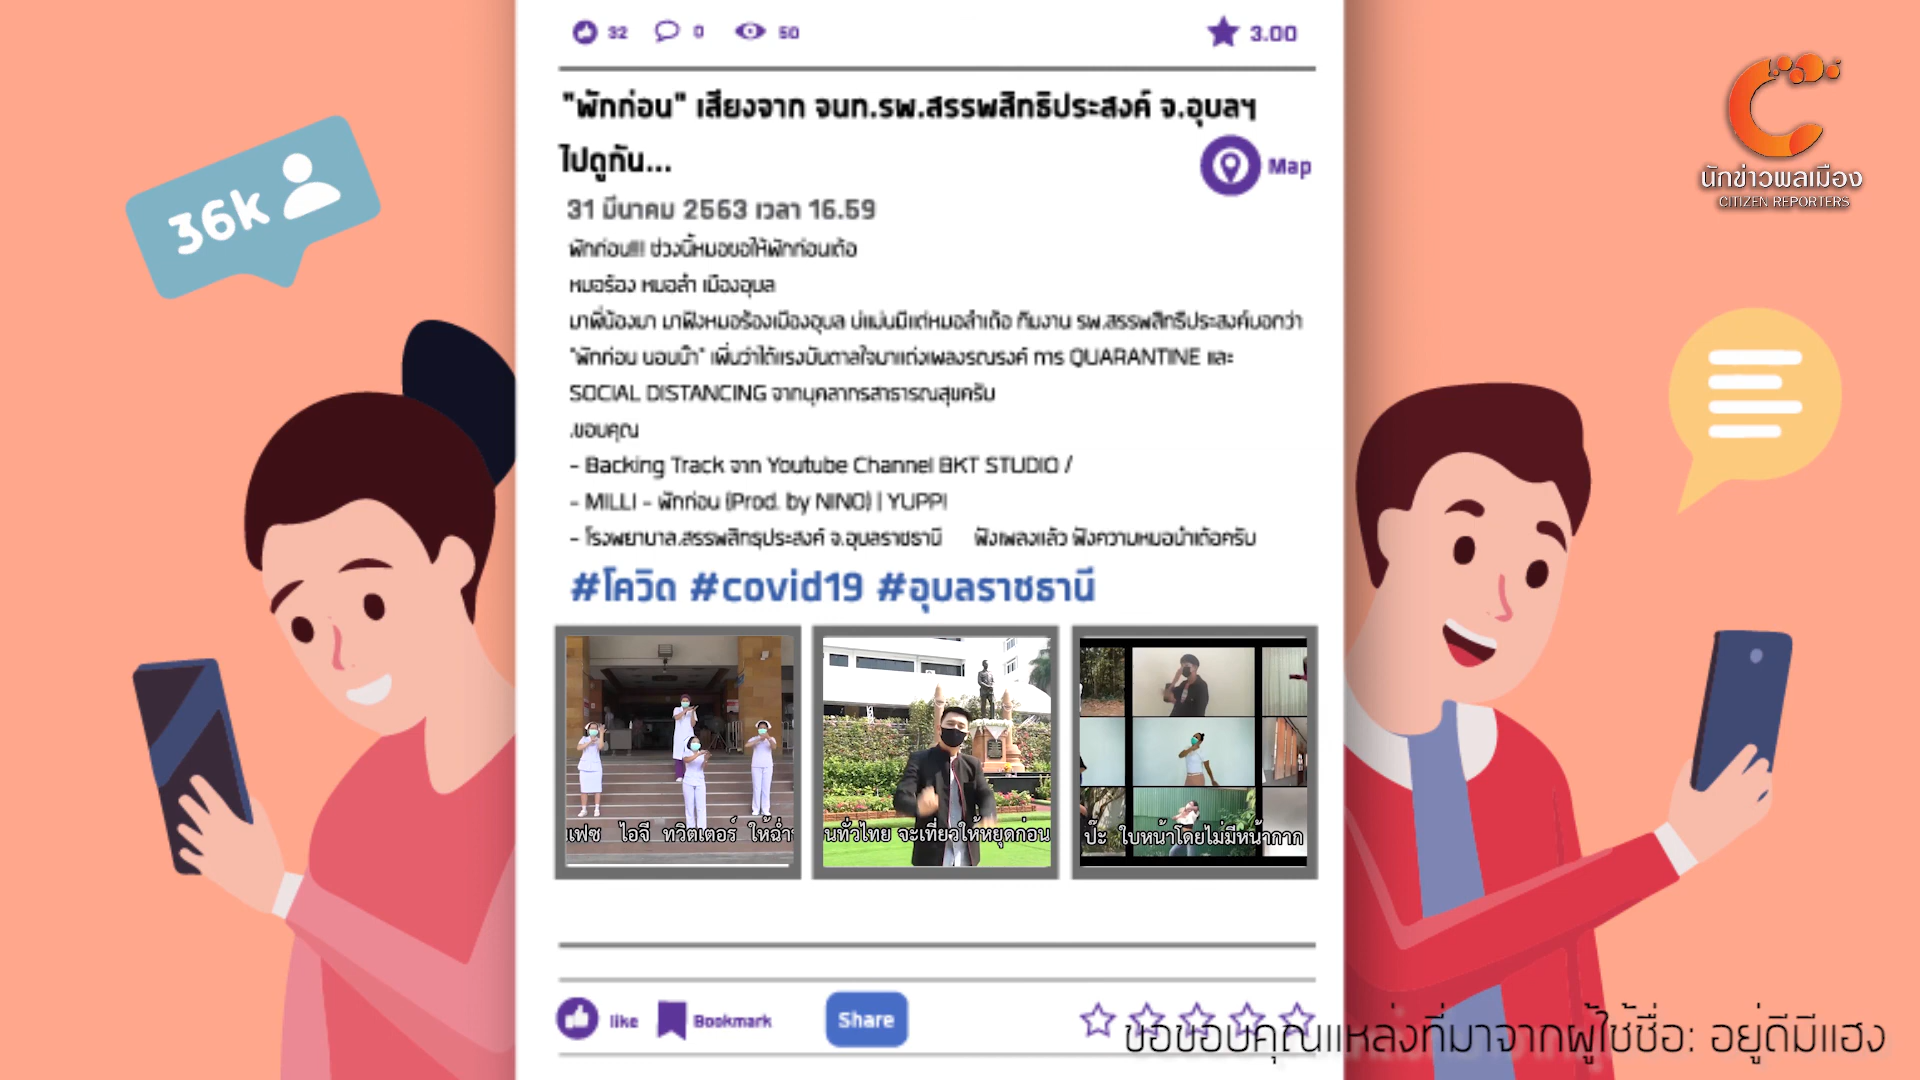 32 0 50 3.00
"พักก่อน" เสียงจาก จนท.รพ.สรรพสิทธิประสงค์ จ.อุบลฯ
ไปดูกัน...
Map
31 มีนาคม 2563 เวลา 16.59
พักก่อน!!! ช่วงนี้หมอขอให้พักก่อนเด้อ
หมอร้อง หมอลำ เมืองอุบล
มาพี่น้องมา มาฟังหมอร้องเมืองอุบล บ่แม่นมีแต่หมอลำเด้อ ทีมงาน รพ.สรรพสิทธิประสงค์บอกว่า
"พักก่อน นอนน๊ำ" เพิ่นว่าได้แรงบันดาลใจมาแต่งเพลงรณรงค์ การ QUARANTINE และ
SOCIAL DISTANCING จากบุคลากรสาธารณสุขครับ
.ขอบคุณ
- Backing Track จาก Youtube Channel BKT STUDIO /
- MILLI - พักก่อน (Prod. by NINO) | YUPP!
- โรงพยาบาล.สรรพสิทธุประสงค์ จ.อุบลราชธานี ฟังเพลงแล้ว ฟังความหมอนำเด้อครับ
#โควิด #covid19 #อุบลราชธานี
เฟซ ไอจี ทวิตเตอร์ ให้ฉ่ำ
นทั่วไทย จะเที่ยวให้หยุดก่อน
ป๊ะ ใบหน้าโดยไม่มีหน้ากาก
like Bookmark Share
ขอขอบคุณแหล่งที่มาจากผู้ใช้ชื่อ: อยู่ดีมีแฮง
36k
นักข่าวพลเมือง
CITIZEN REPORTERS